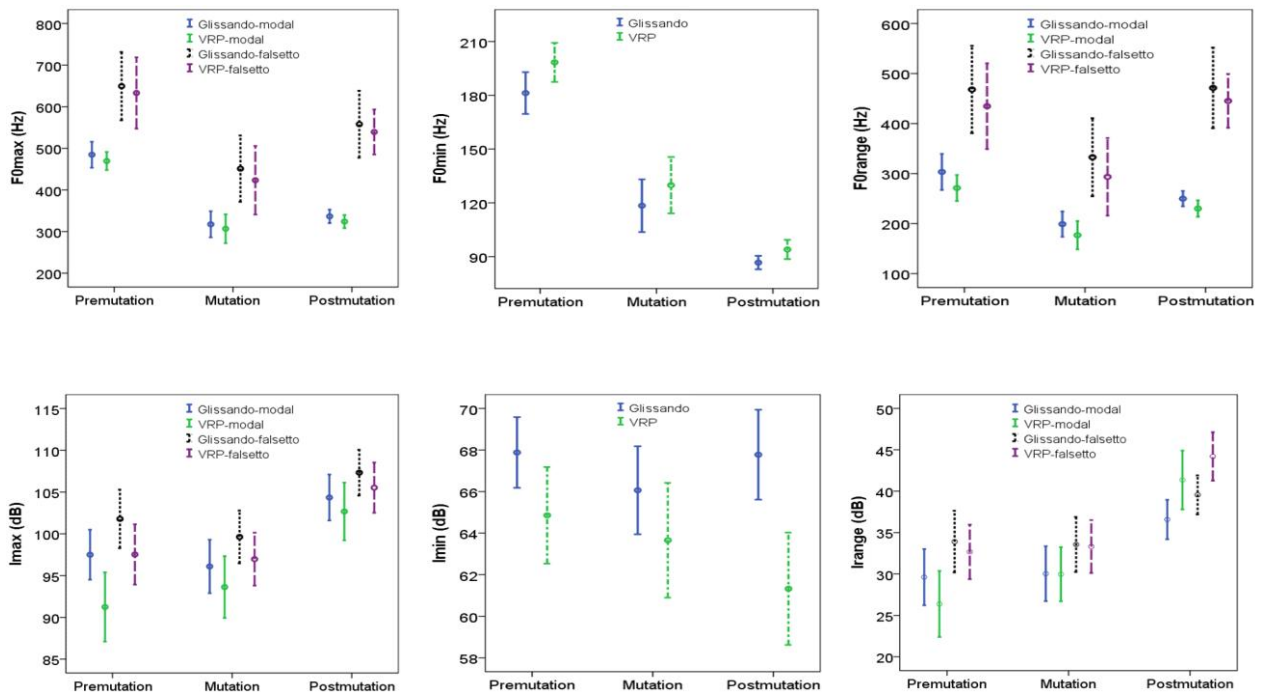 800
700
600
500
400
300
200
F0max (Hz)
Glissando-modal
VRP-modal
Glissando-falsetto
VRP-falsetto
Premutation Mutation Postmutation
210
180
150
120
90
F0min (Hz)
Glissando
VRP
Premutation Mutation Postmutation
600
500
400
300
200
100
F0range (Hz)
Glissando-modal
VRP-modal
Glissando-falsetto
VRP-falsetto
Premutation Mutation Postmutation
115
110
105
100
95
90
85
Imax (dB)
Glissando-modal
VRP-modal
Glissando-falsetto
VRP-falsetto
Premutation Mutation Postmutation
70
68
66
64
62
60
58
Imin (dB)
Glissando
VRP
Premutation Mutation Postmutation
50
45
40
35
30
25
20
Irange (dB)
Glissando-modal
VRP-modal
Glissando-falsetto
VRP-falsetto
Premutation Mutation Postmutation